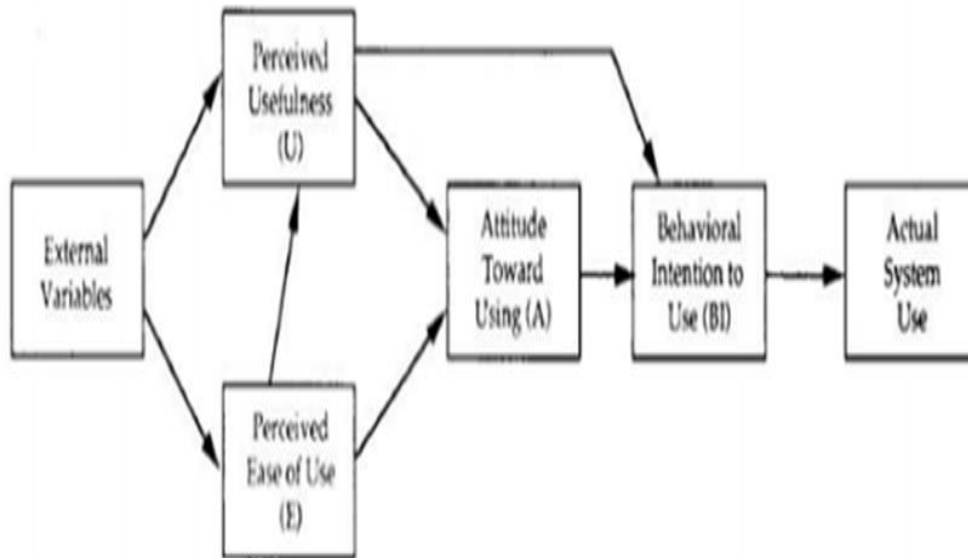 Perceived
Usefulness
(U)
External
Variables
Perceived
Ease of Use
(E)
Attitude
Toward
Using (A)
Behavioral
Intention to
Use (BI)
Actual
System
Use